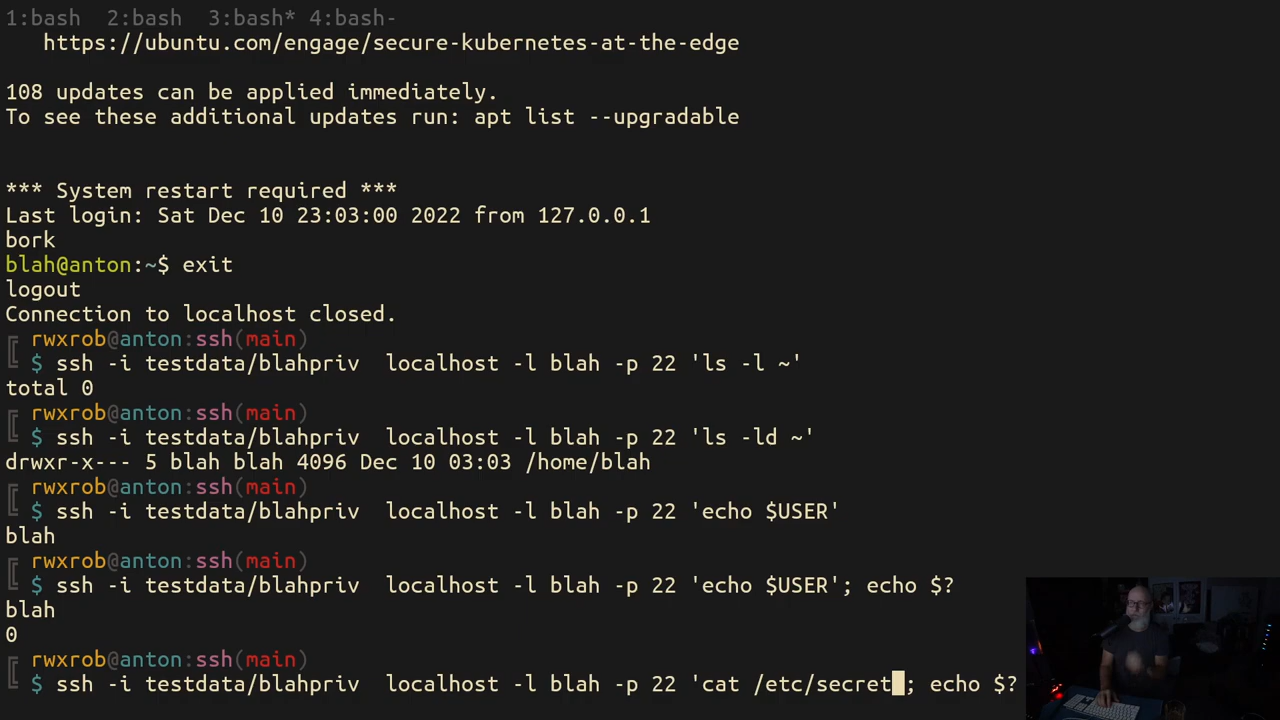 1:bash  2:bash  3:bash* 4:bash-
https://ubuntu.com/engage/secure-kubernetes-at-the-edge
108 updates can be applied immediately.
To see these additional updates run: apt list --upgradable
*** System restart required ***
Last login: Sat Dec 10 23:03:00 2022 from 127.0.0.1
bork
blah@anton:~$ exit
logout
Connection to localhost closed.
rwxrob@anton:ssh(main)
$ ssh -i testdata/blahpriv  localhost -l blah -p 22 'ls -l ~'
total 0
rwxrob@anton:ssh(main)
$ ssh -i testdata/blahpriv  localhost -l blah -p 22 'ls -ld ~'
drwxr-x--- 5 blah blah 4096 Dec 10 03:03 /home/blah
rwxrob@anton:ssh(main)
$ ssh -i testdata/blahpriv  localhost -l blah -p 22 'echo $USER'
blah
rwxrob@anton:ssh(main)
$ ssh -i testdata/blahpriv  localhost -l blah -p 22 'echo $USER'; echo $?
blah
0
rwxrob@anton:ssh(main)
$ ssh -i testdata/blahpriv  localhost -l blah -p 22 'cat /etc/secret ; echo $?